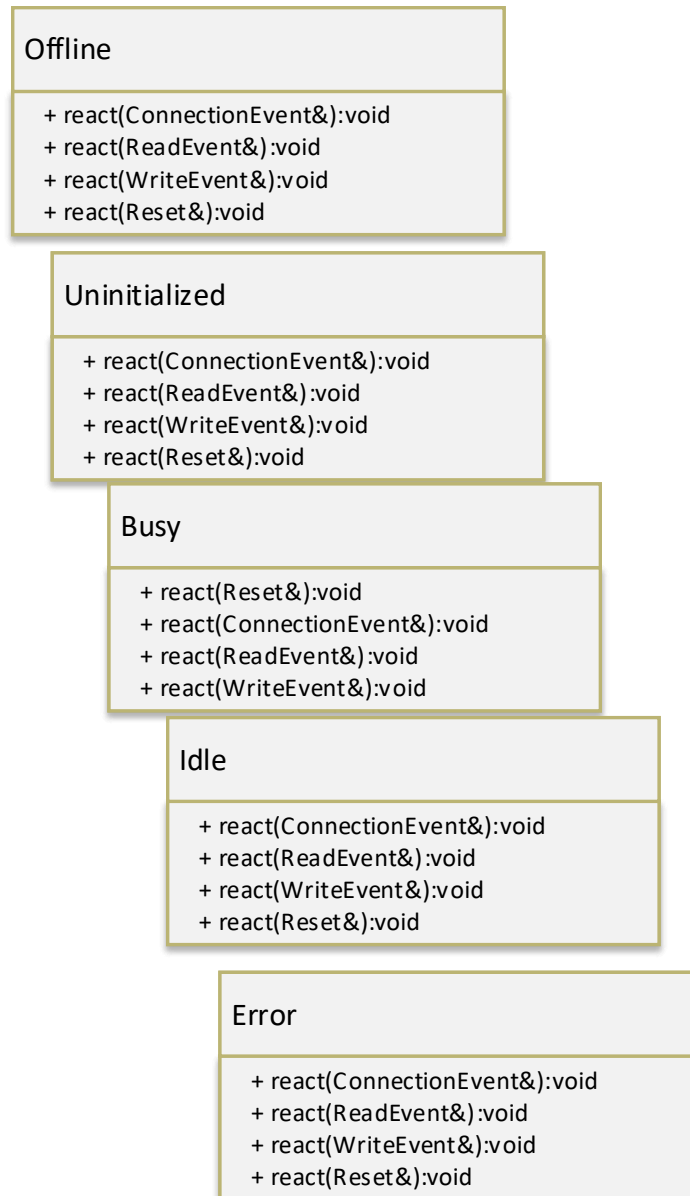 Offline
+ react(ConnectionEvent&):void
+ react(ReadEvent&):void
+ react(WriteEvent&):void
+ react(Reset&):void
Uninitialized
+ react(ConnectionEvent&):void
+ react(ReadEvent&):void
+ react(WriteEvent&):void
+ react(Reset&):void
Busy
+ react(Reset&):void
+ react(ConnectionEvent&):void
+ react(ReadEvent&):void
+ react(WriteEvent&):void
Idle
+ react(ConnectionEvent&):void
+ react(ReadEvent&):void
+ react(WriteEvent&):void
+ react(Reset&):void
Error
+ react(ConnectionEvent&):void
+ react(ReadEvent&):void
+ react(WriteEvent&):void
+ react(Reset&):void